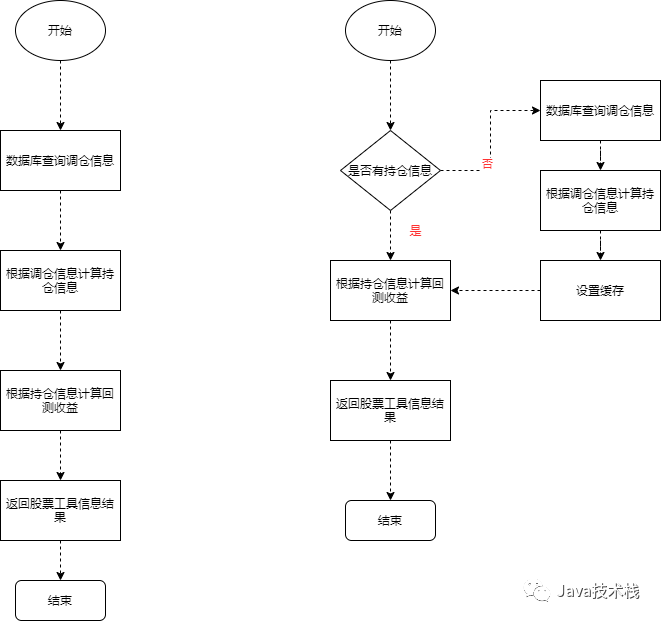 开始
数据库查询调仓信息
根据调仓信息计算持
仓信息
根据持仓信息计算回
测收益
返回股票工具信息结
果
结束
开始
是否有持仓信息
否
是
数据库查询调仓信息
根据调仓信息计算持
仓信息
设置缓存
根据持仓信息计算回
测收益
返回股票工具信息结
果
结束
Java技术栈